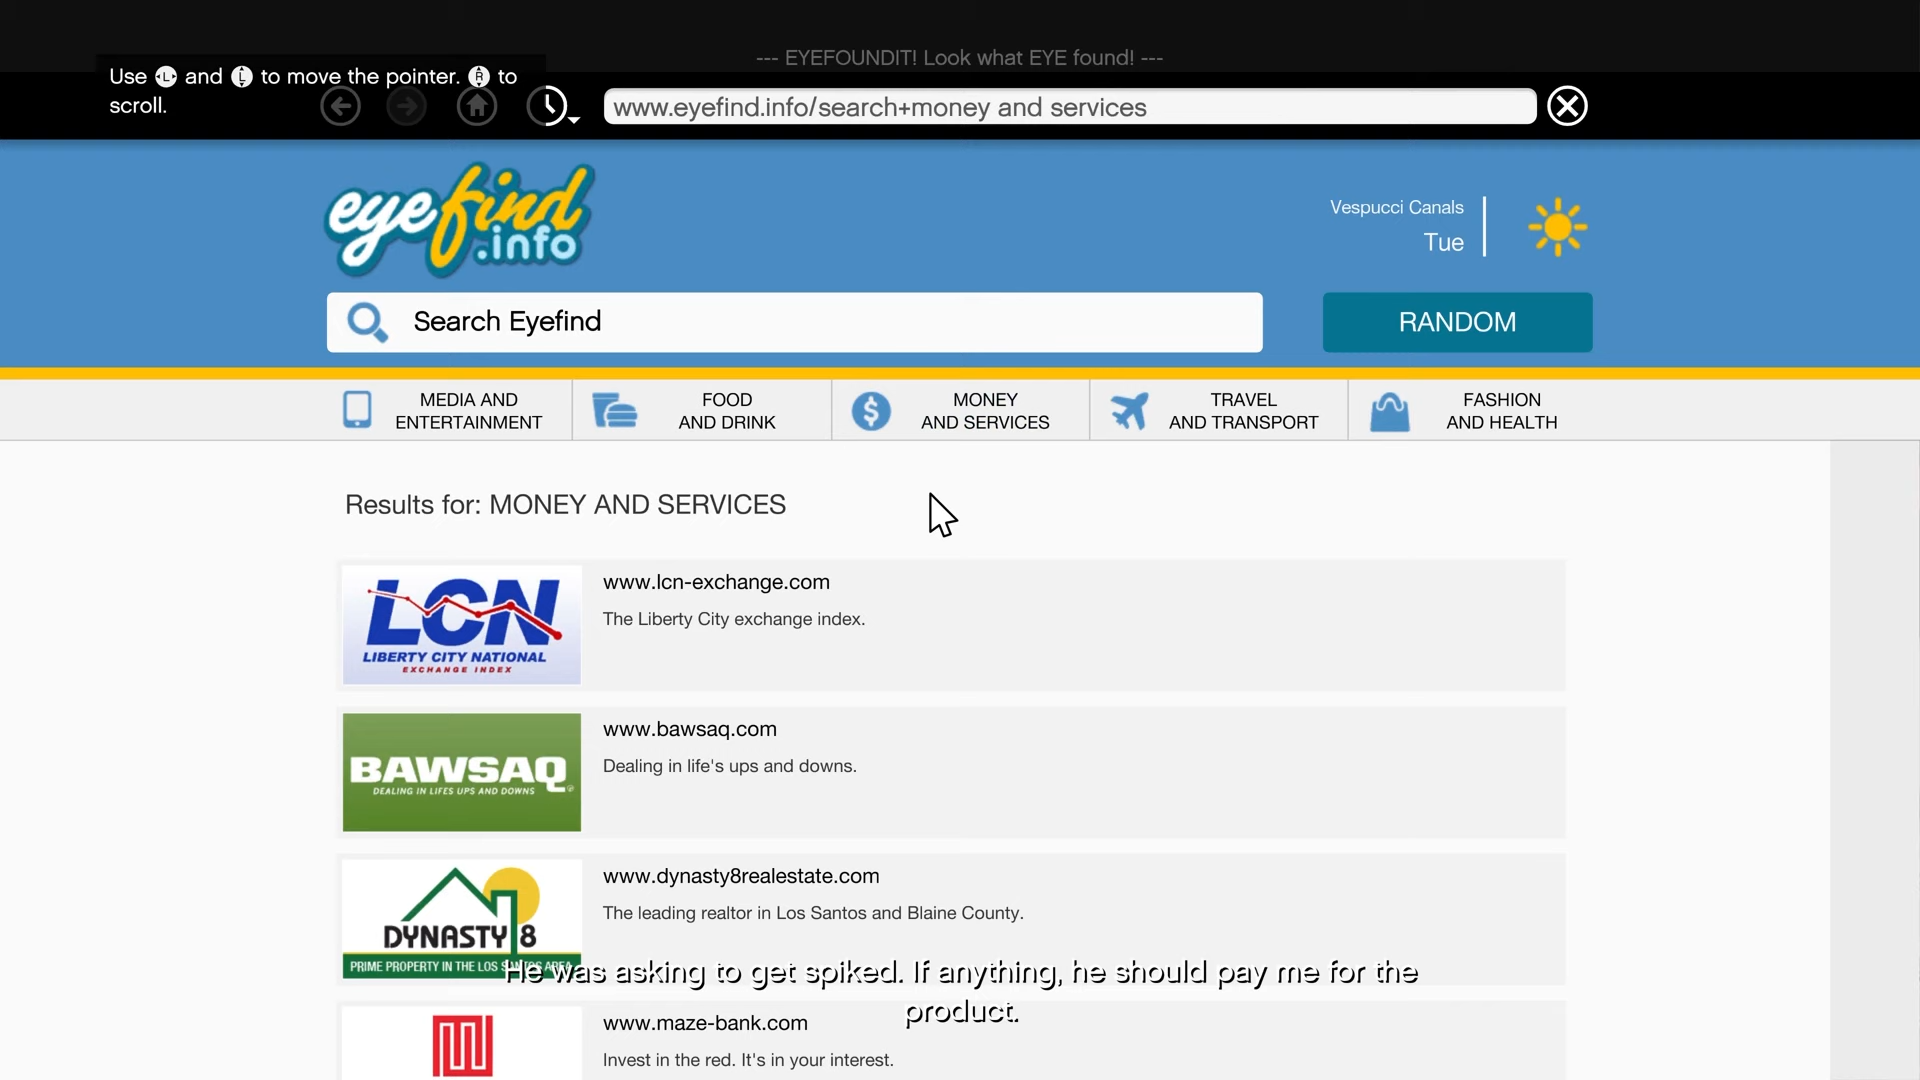 --- EYEFOUNDIT! Look what EYE found! ---
Use L and L to move the pointer. R to
scroll.
www.eyefind.info/search+money and services
eyefind
.info
Vespucci Canals
Tue
Search Eyefind
RANDOM
MEDIA AND
ENTERTAINMENT
FOOD
AND DRINK
MONEY
AND SERVICES
TRAVEL
AND TRANSPORT
FASHION
AND HEALTH
Results for: MONEY AND SERVICES
LCN
LIBERTY CITY NATIONAL
EXCHANGE INDEX
www.lcn-exchange.com
The Liberty City exchange index.
BAWSAQ
DEALING IN LIFES UPS AND DOWNS
www.bawsaq.com
Dealing in life's ups and downs.
DYNASTY 8
PRIME PROPERTY IN THE LOS SANTOS AREA
www.dynasty8realestate.com
The leading realtor in Los Santos and Blaine County.
He was asking to get spiked. If anything, he should pay me for the
product.
www.maze-bank.com
Invest in the red. It's in your interest.